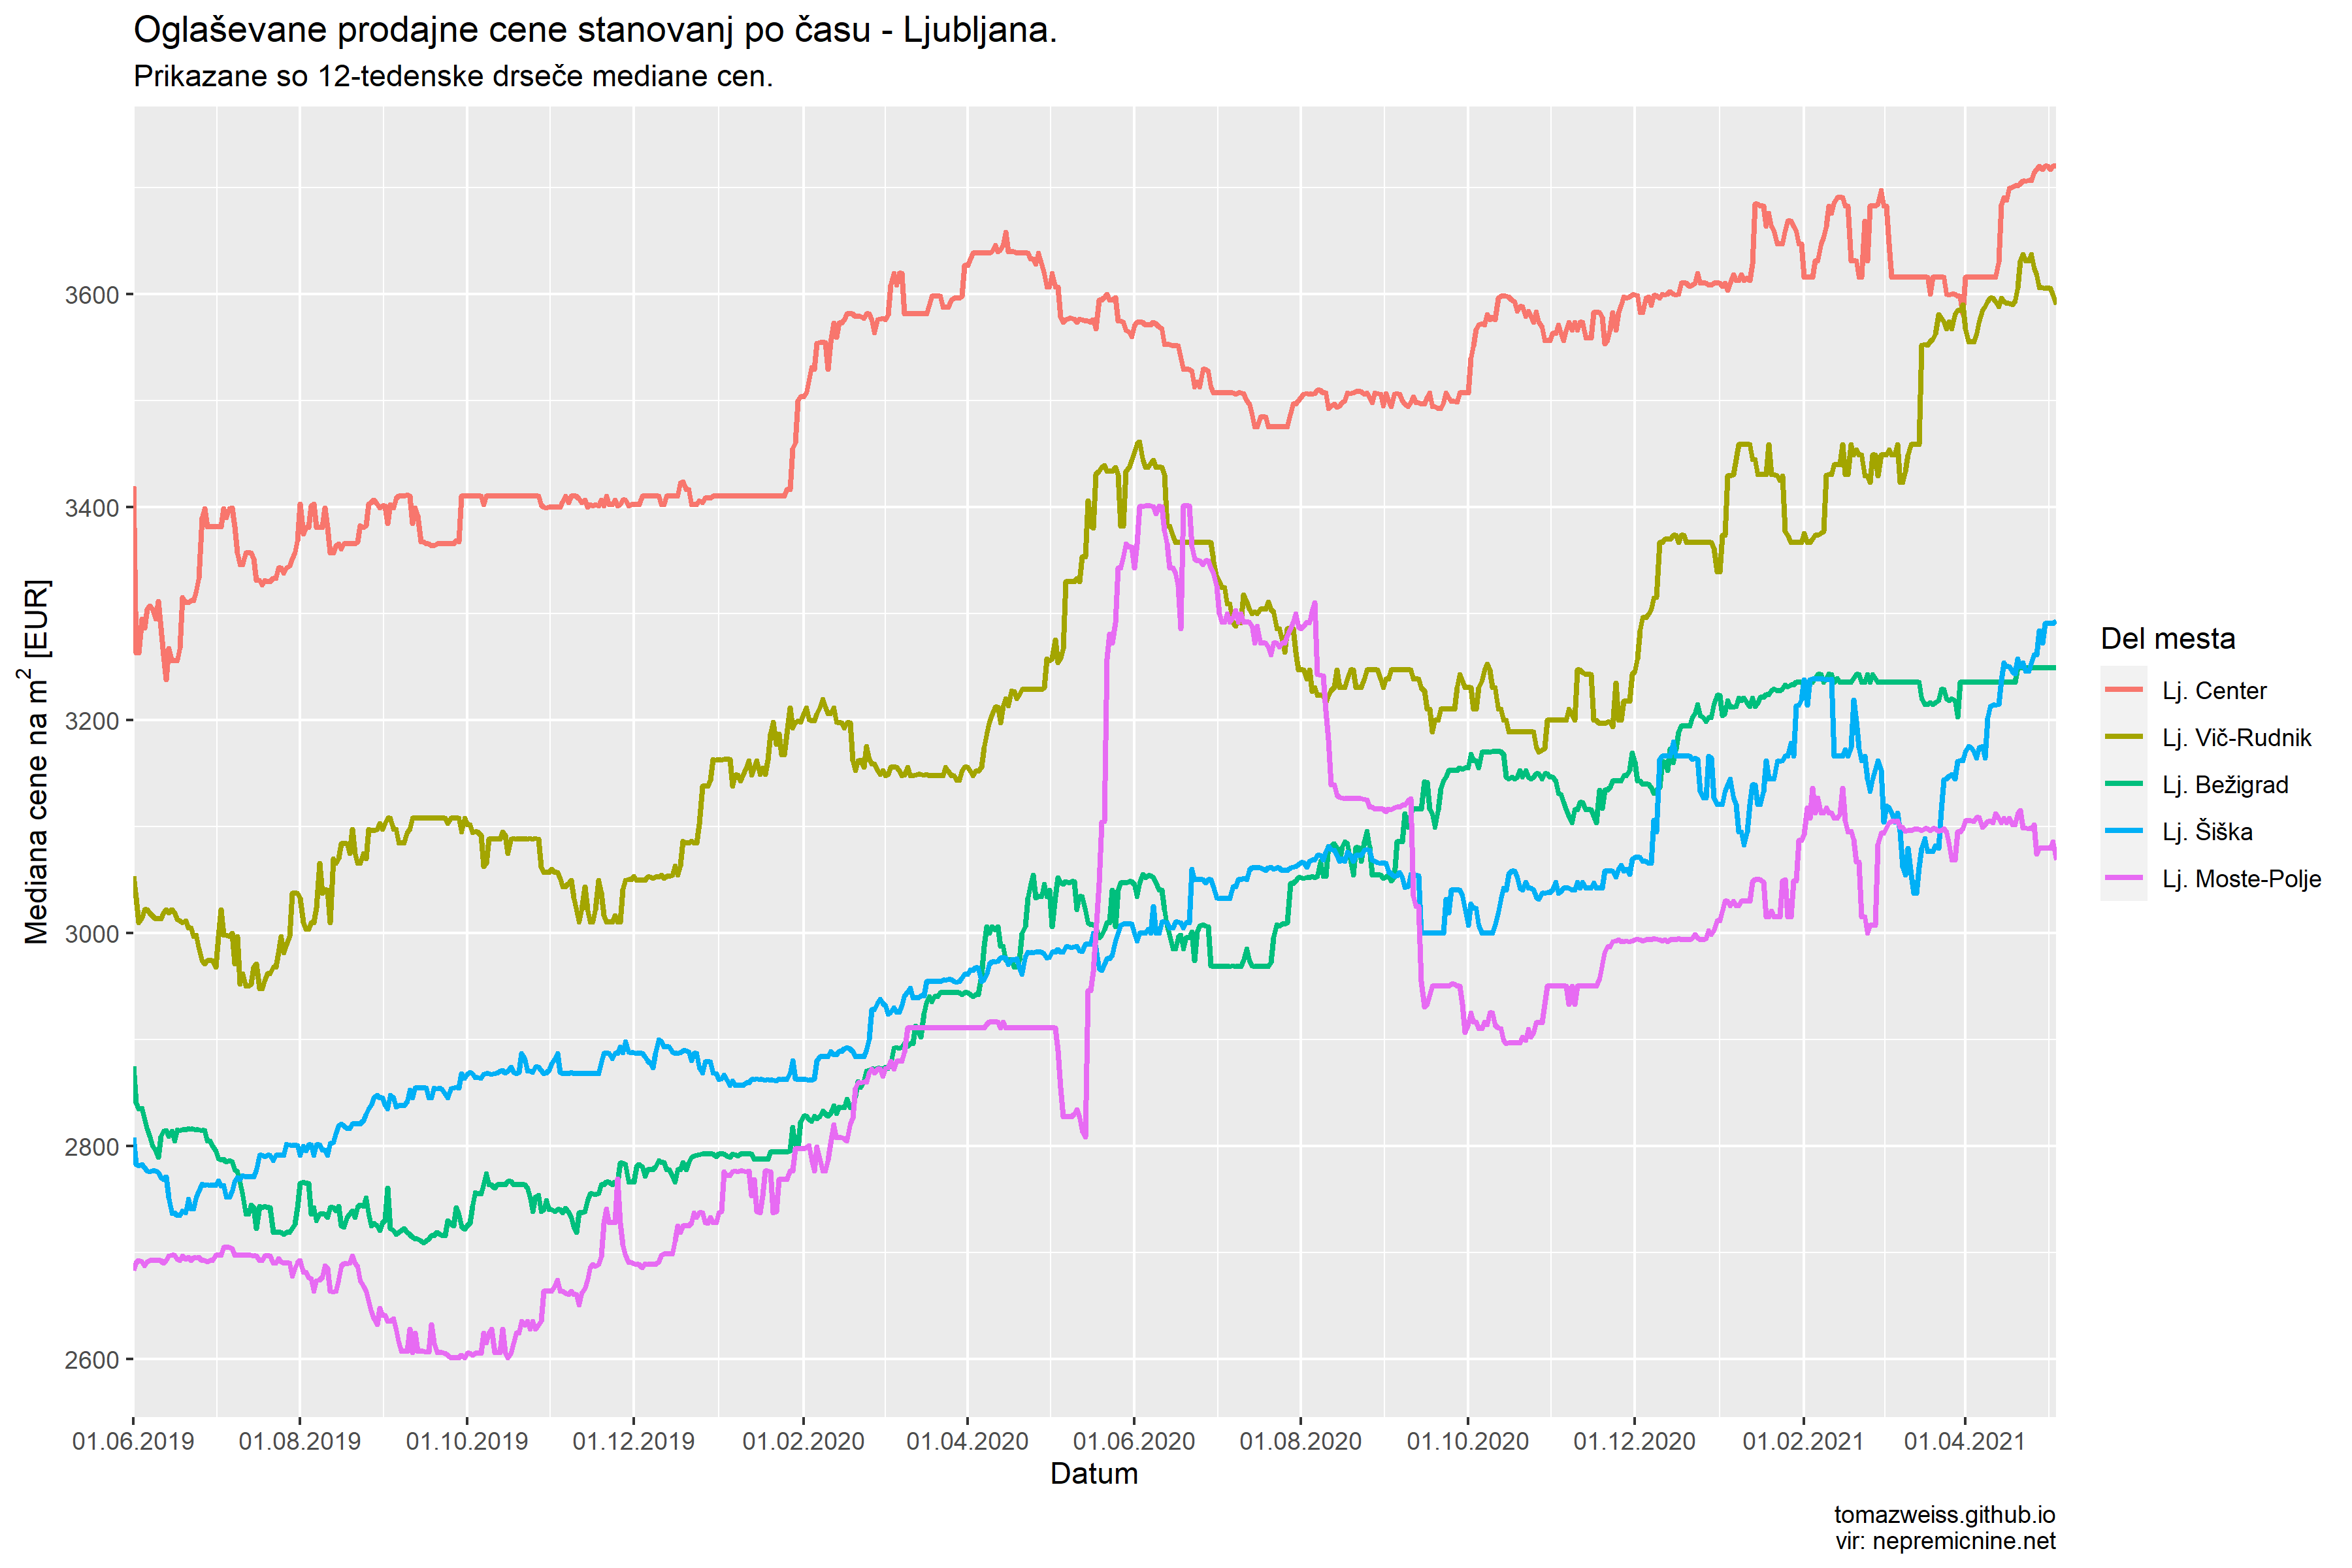 Oglaševane prodajne cene stanovanj po času - Ljubljana.
Prikazane so 12-tedenske drseče mediane cen.
Mediana cene na m² [EUR]
3600
3400
3200
3000
2800
2600
01.06.2019
01.08.2019
01.10.2019
01.12.2019
01.02.2020
01.04.2020
01.06.2020
01.08.2020
01.10.2020
01.12.2020
01.02.2021
01.04.2021
Datum
Del mesta
Lj. Center
Lj. Vič-Rudnik
Lj. Bežigrad
Lj. Šiška
Lj. Moste-Polje
tomazweiss.github.io
vir: nepremicnine.net